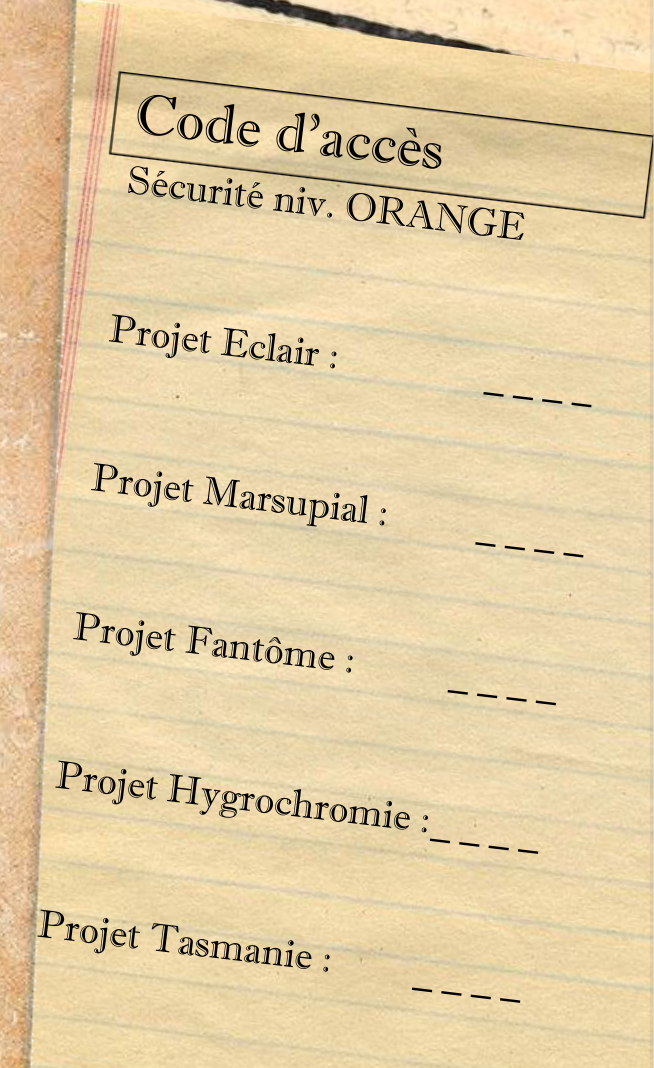 Code d'accès
Sécurité niv. ORANGE
Projet Eclair : _ _ _ _
Projet Marsupial : _ _ _ _
Projet Fantôme : _ _ _ _
Projet Hygrochromie :_ _ _ _
Projet Tasmanie : _ _ _ _